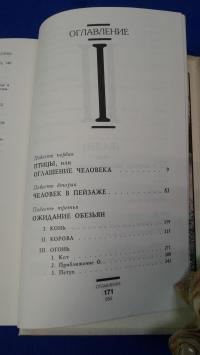 ОГЛАВЛЕНИЕ
I
Повесть первая
ПТИЦЫ, или
ОГЛАШЕНИЕ ЧЕЛОВЕКА
Повесть вторая
ЧЕЛОВЕК В ПЕЙЗАЖЕ
Повесть третья
ОЖИДАНИЕ ОБЕЗЬЯН
I. КОНЬ
II. КОРОВА
III. ОГОНЬ
1. Кот
2. Приближение О...
3. Петух
ОГЛАВЛЕНИЕ
171